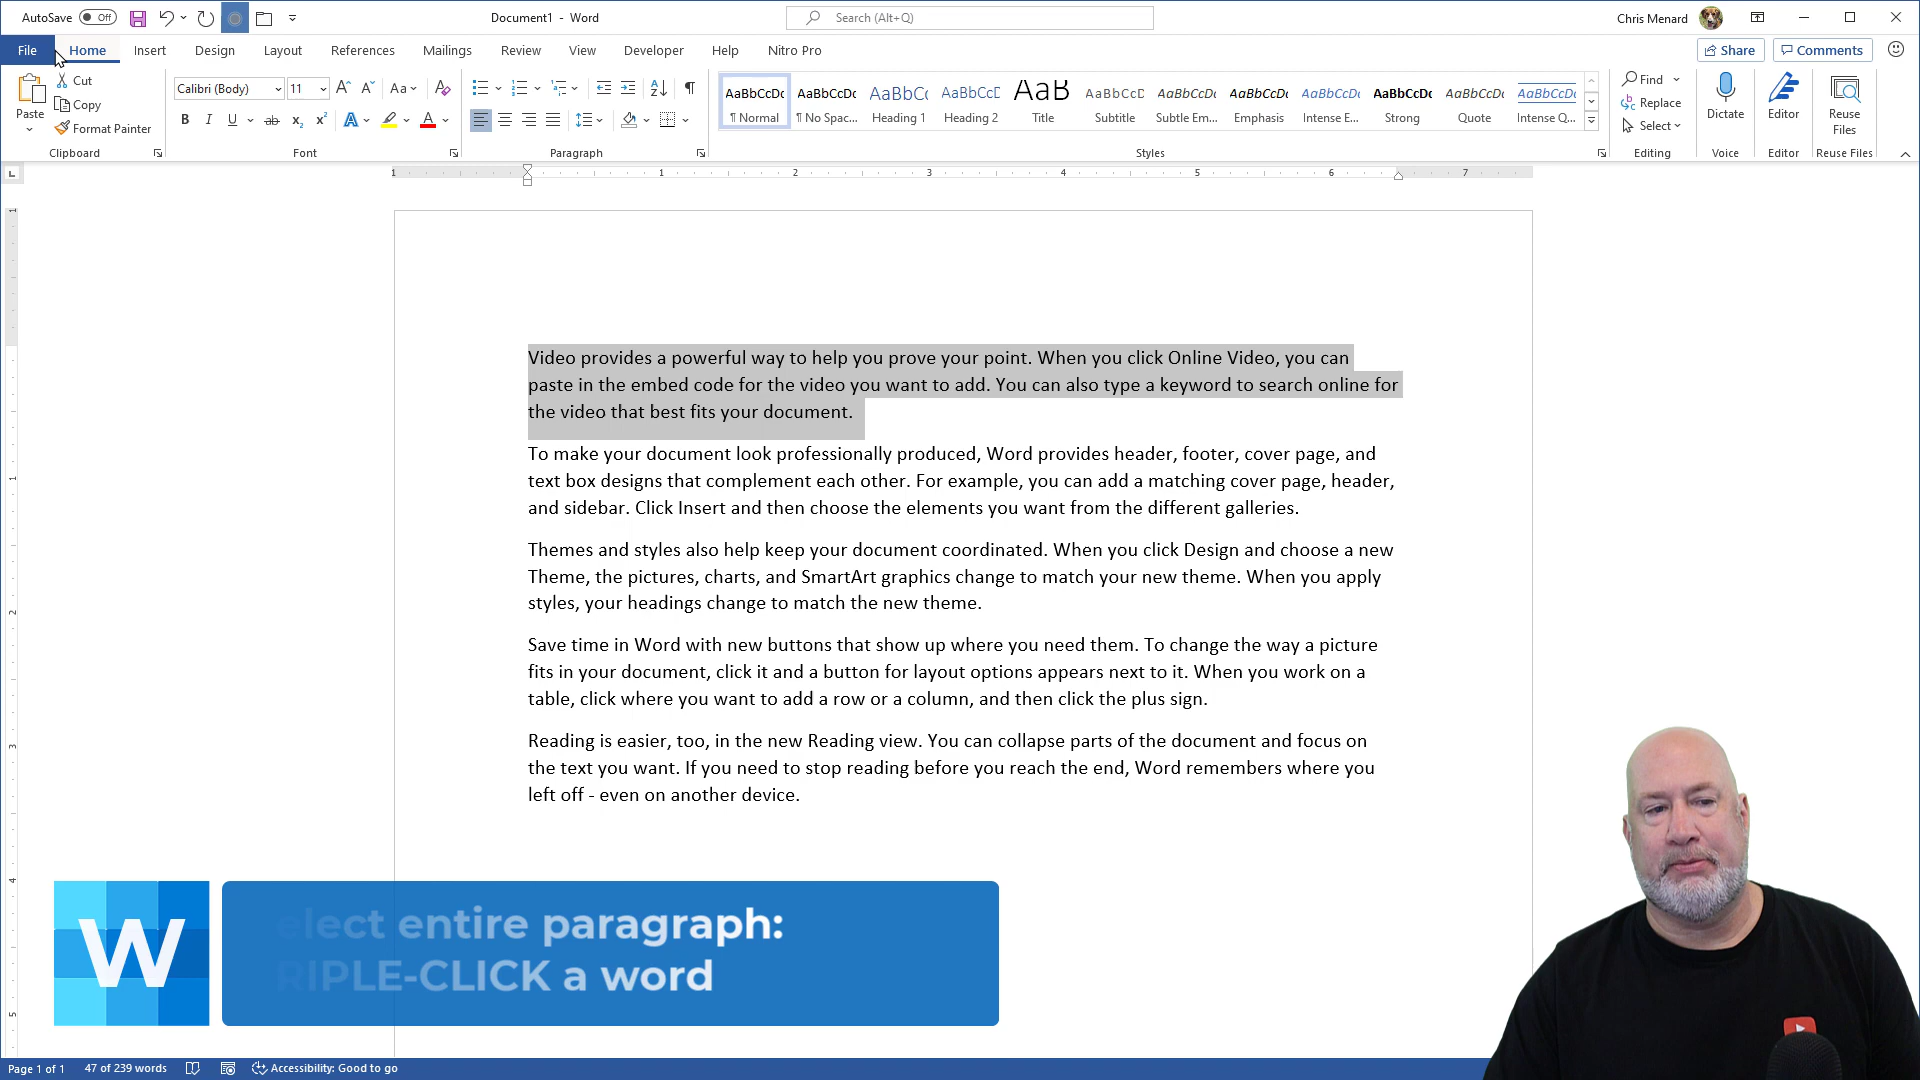 AutoSave Off
Document1 - Word
Search (Alt+Q)
Chris Menard
File Home Insert Design Layout References Mailings Review View Developer Help Nitro Pro
Share Comments
Paste
Cut
Copy
Format Painter
Clipboard
Calibri (Body) 11
Font
Paragraph
AaBbCcDc AaBbCcDc AaBbCc AaBbCcD AaB AaBbCcD AaBbCcDc AaBbCcDc AaBbCcDc AaBbCcDc AaBbCcDc AaBbCcDc
¶ Normal ¶ No Spac... Heading 1 Heading 2 Title Subtitle Subtle Em... Emphasis Intense E... Strong Quote Intense Q...
Styles
Find
Replace
Select
Editing
Dictate
Voice
Editor
Editor
Reuse
Files
Reuse Files
1 1 2 3 4 5 6 7
Video provides a powerful way to help you prove your point. When you click Online Video, you can
paste in the embed code for the video you want to add. You can also type a keyword to search online for
the video that best fits your document.
To make your document look professionally produced, Word provides header, footer, cover page, and
text box designs that complement each other. For example, you can add a matching cover page, header,
and sidebar. Click Insert and then choose the elements you want from the different galleries.
Themes and styles also help keep your document coordinated. When you click Design and choose a new
Theme, the pictures, charts, and SmartArt graphics change to match your new theme. When you apply
styles, your headings change to match the new theme.
Save time in Word with new buttons that show up where you need them. To change the way a picture
fits in your document, click it and a button for layout options appears next to it. When you work on a
table, click where you want to add a row or a column, and then click the plus sign.
Reading is easier, too, in the new Reading view. You can collapse parts of the document and focus on
the text you want. If you need to stop reading before you reach the end, Word remembers where you
left off - even on another device.
W
elect entire paragraph:
RIPLE-CLICK a word
Page 1 of 1 47 of 239 words Accessibility: Good to go